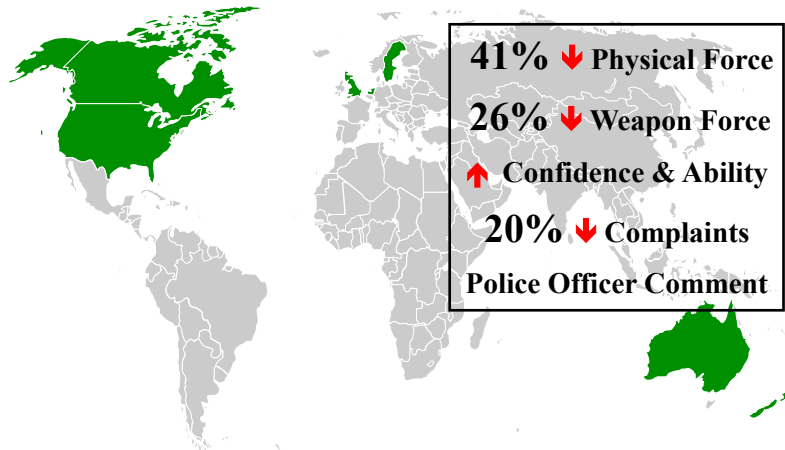 41% ↓ Physical Force
26% ↓ Weapon Force
↑ Confidence & Ability
20% ↓ Complaints
Police Officer Comment